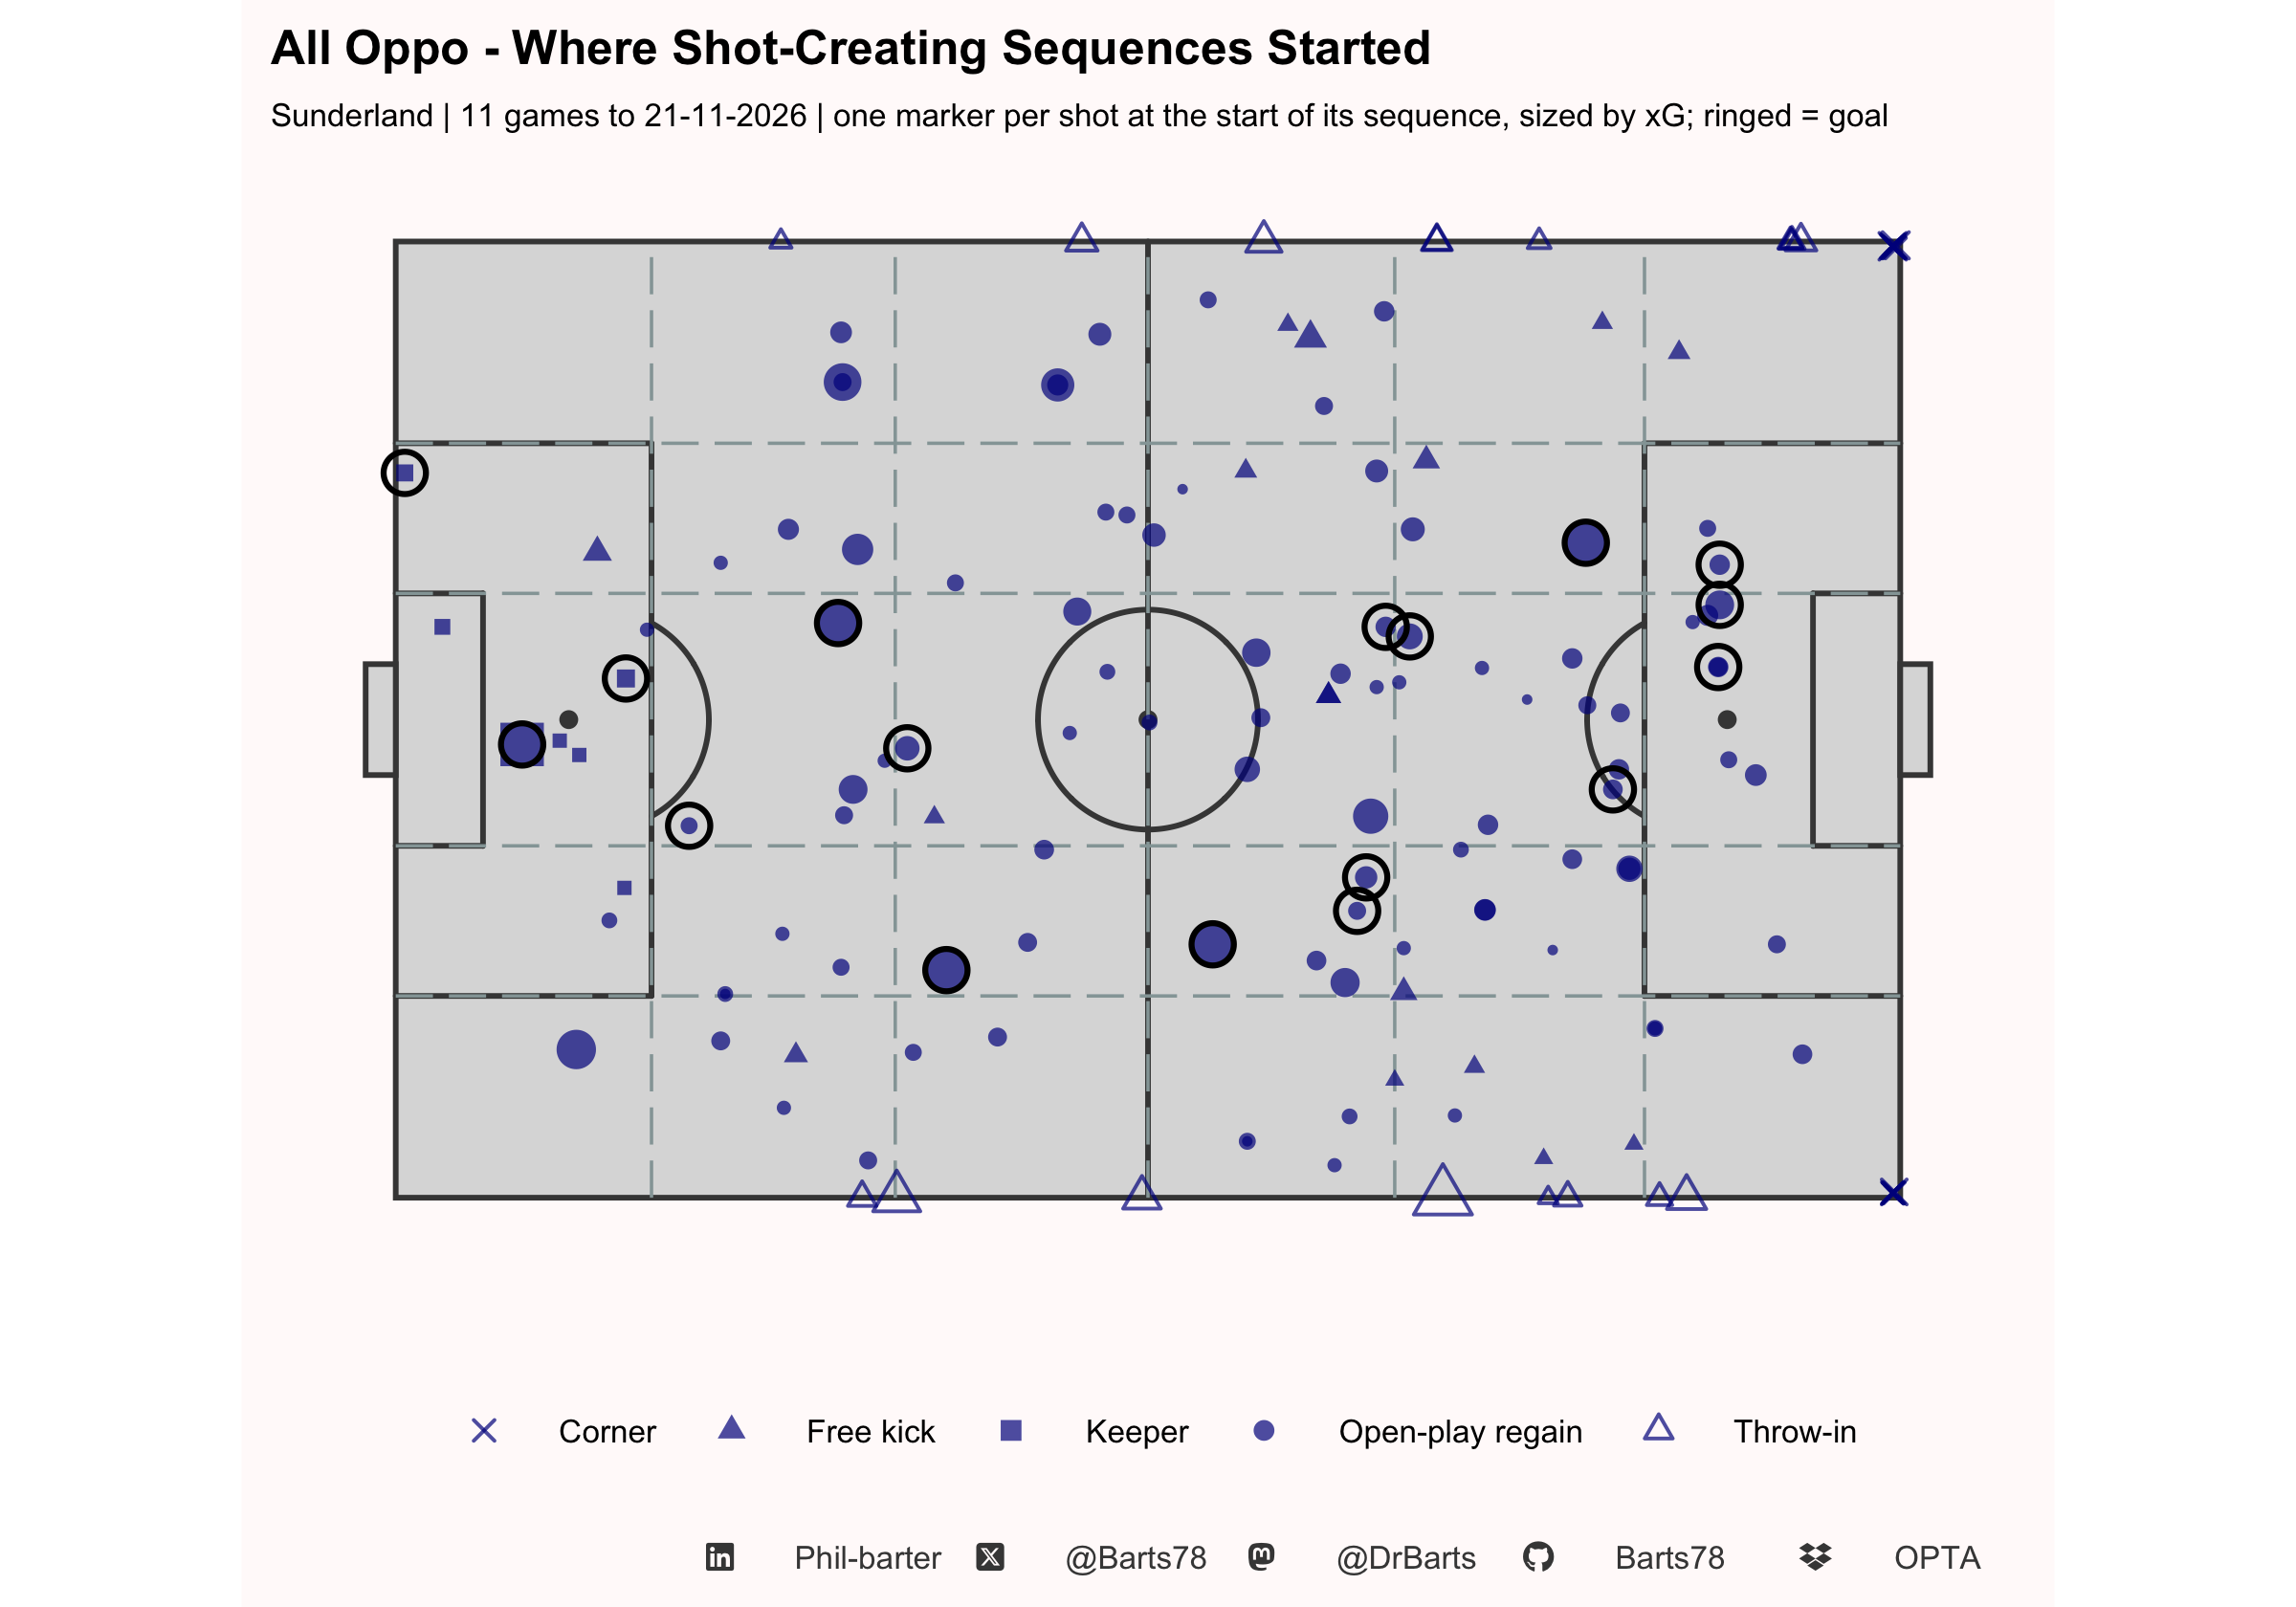 All Oppo - Where Shot-Creating Sequences Started
Sunderland | 11 games to 21-11-2026 | one marker per shot at the start of its sequence, sized by xG; ringed = goal
Corner Free kick Keeper Open-play regain Throw-in
Phil-barter @Barts78 @DrBarts Barts78 OPTA